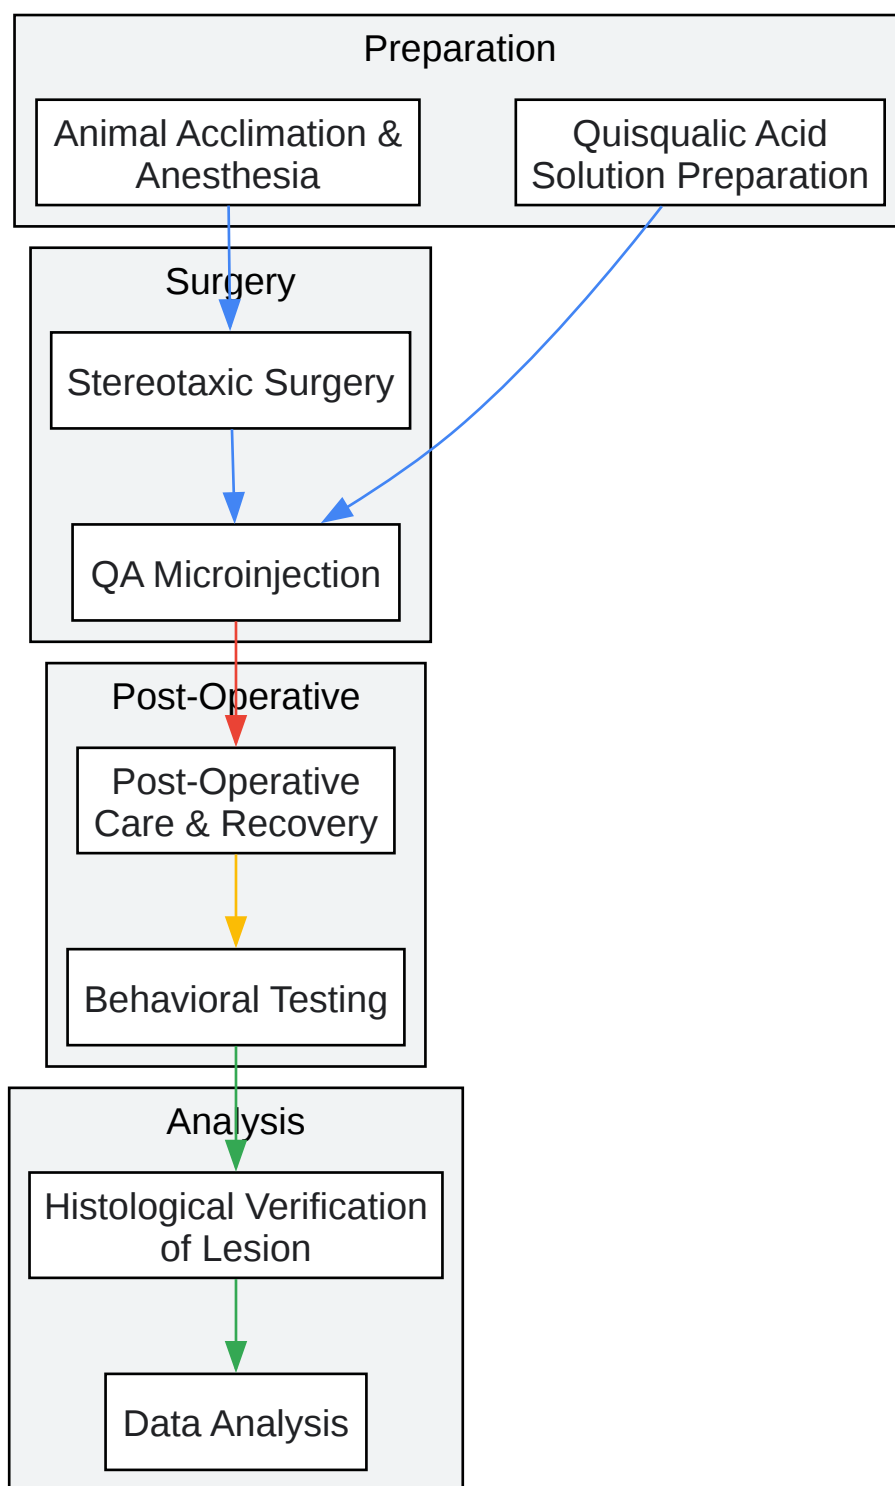 Preparation
Animal Acclimation &
Anesthesia
Quisqualic Acid
Solution Preparation
Surgery
Stereotaxic Surgery
QA Microinjection
Post-Operative
Post-Operative
Care & Recovery
Behavioral Testing
Analysis
Histological Verification
of Lesion
Data Analysis